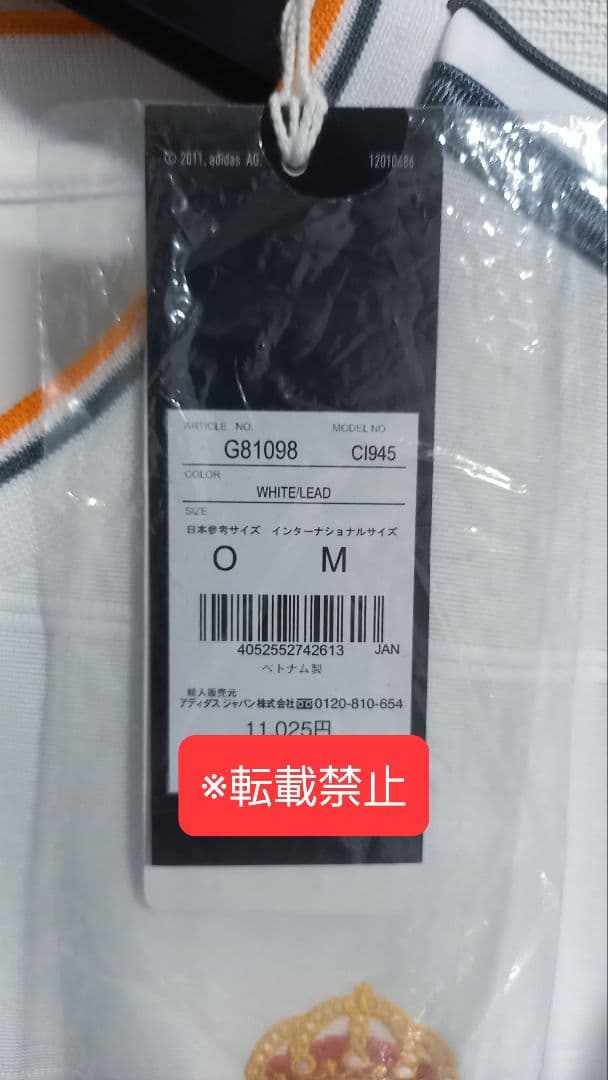 © 2011, adidas AG. 12010686
ARTICLE NO. MODEL NO.
G81098 CI945
COLOR
WHITE/LEAD
SIZE
日本参考サイズ インターナショナルサイズ
O M
4052552742613 JAN
ベトナム製
輸入販売元
アディダス ジャパン株式会社 0120-810-654
11,025円
※転載禁止